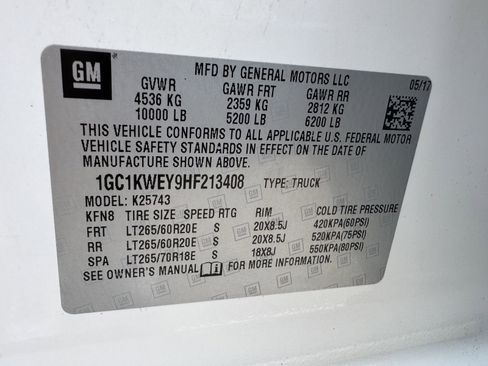 GM
MFD BY GENERAL MOTORS LLC
05/17
GVWR GAWR FRT GAWR RR
4536 KG 2359 KG 2812 KG
10000 LB 5200 LB 6200 LB
THIS VEHICLE CONFORMS TO ALL APPLICABLE U.S. FEDERAL MOTOR
VEHICLE SAFETY STANDARDS IN EFFECT ON THE DATE OF
MANUFACTURE SHOWN ABOVE.
1GC1KWEY9HF213408 TYPE: TRUCK
MODEL: K25743
KFN8 TIRE SIZE SPEED RTG RIM COLD TIRE PRESSURE
FRT LT265/60R20E S 20X8.5J 420KPA(60PSI)
RR LT265/60R20E S 20X8.5J 520KPA(75PSI)
SPA LT265/70R18E S 18X8J 550KPA(80PSI)
SEE OWNER'S MANUAL FOR MORE INFORMATION.